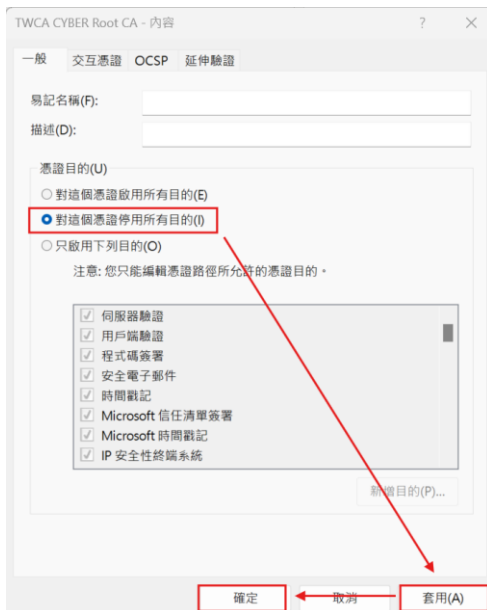 TWCA CYBER Root CA - 內容 ?
一般 交互憑證 OCSP 延伸驗證
易記名稱(F):
描述(D):
憑證目的(U)
對這個憑證啟用所有目的(E)
對這個憑證停用所有目的(I)
只啟用下列目的(O)
注意: 您只能編輯憑證路徑所允許的憑證目的。
伺服器驗證
用戶端驗證
程式碼簽署
安全電子郵件
時間戳記
Microsoft 信任清單簽署
Microsoft 時間戳記
IP 安全性終端系統
新增目的(P)...
確定 取消 套用(A)